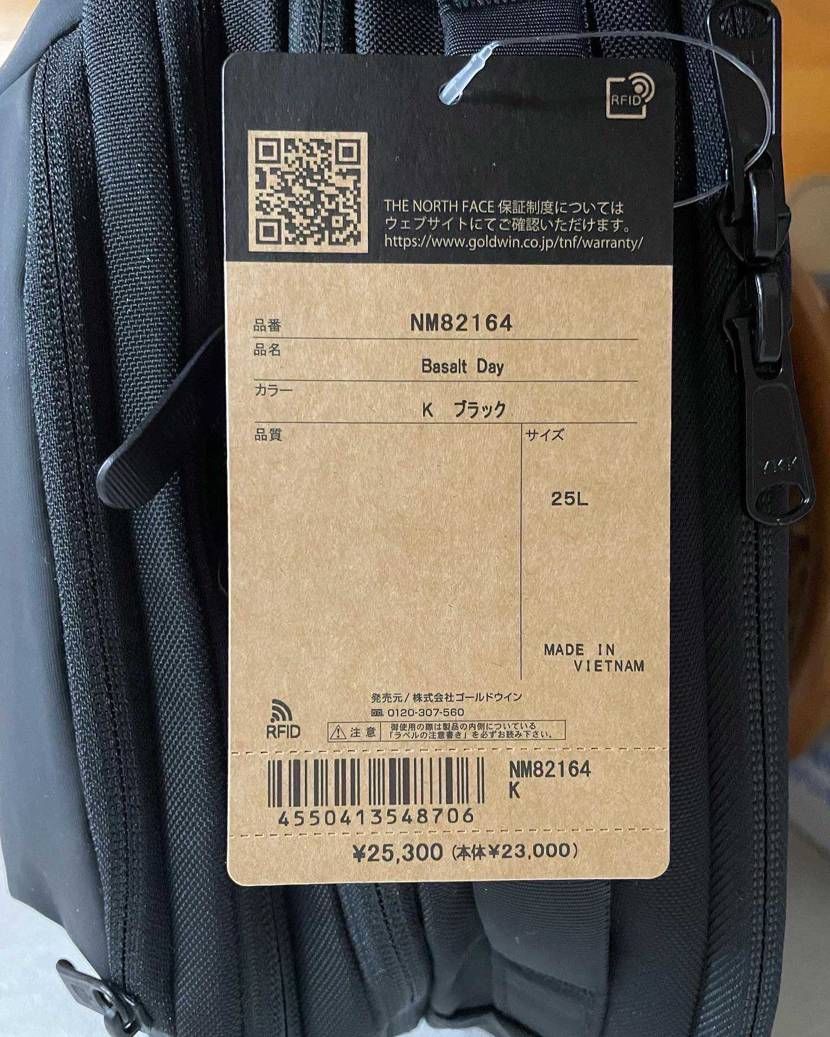 RFID
THE NORTH FACE 保証制度については
ウェブサイトにてご確認いただけます。
https://www.goldwin.co.jp/tnf/warranty/
品番 NM82164
品名 Basalt Day
カラー K ブラック
品質
サイズ
25L
MADE IN
VIETNAM
発売元/株式会社ゴールドウイン
0120-307-560
RFID
注意
御使用の際は製品の内側についている
「ラベルの注意書き」を必ずお読み下さい。
NM82164
K
4550413548706
¥25,300 (本体¥23,000)
YKK